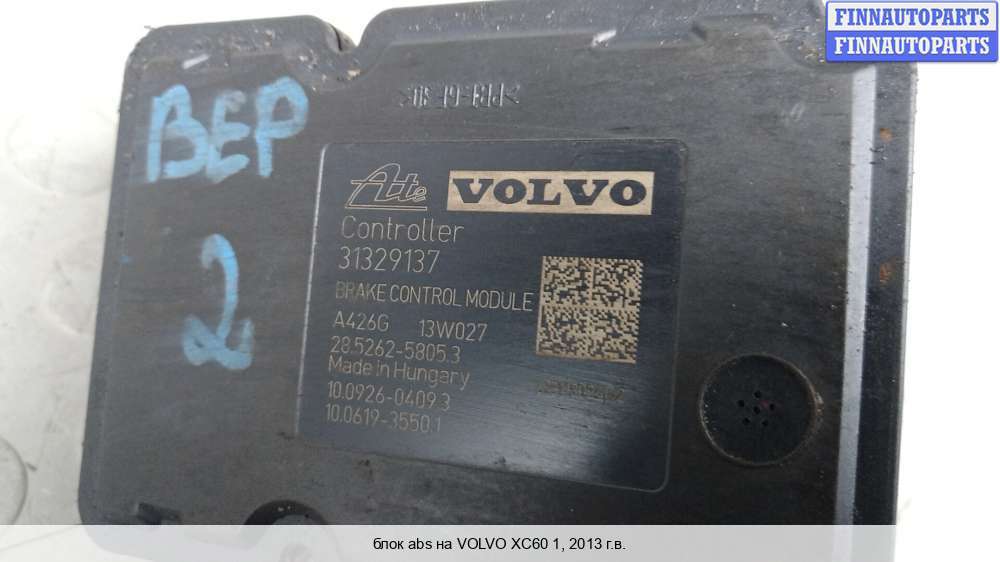 FINNAUTOPARTS
FINNAUTOPARTS
ВЕР
2
Ate VOLVO
Controller
31329137
BRAKE CONTROL MODULE
A426G 13W027
28.5262-5805.3
Made in Hungary
10.0926-0409.3
10.0619-3550.1
блок abs на VOLVO XC60 1, 2013 г.в.